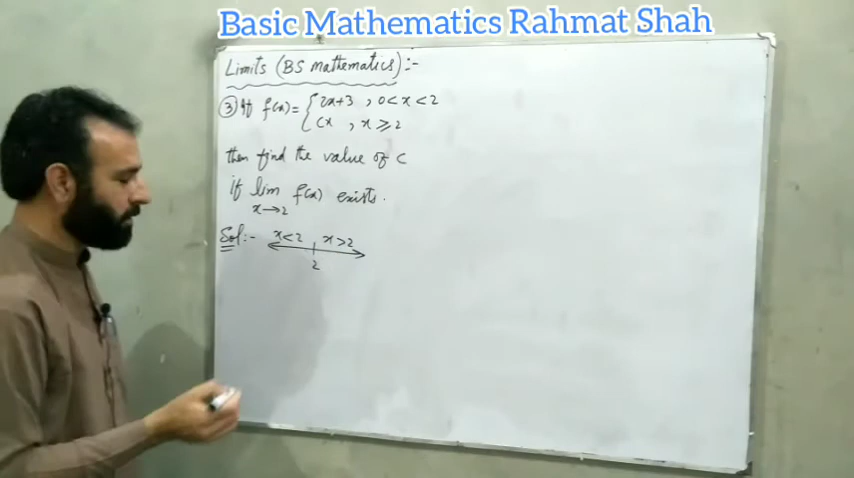 Basic Mathematics Rahmat Shah
Limits (BS mathematics) :-
③ If f(x) = { 2x+3 , 0 < x < 2
{ cx , x ≥ 2
then find the value of c
if lim f(x) exists.
x→2
Sol:- x<2 x>2
2